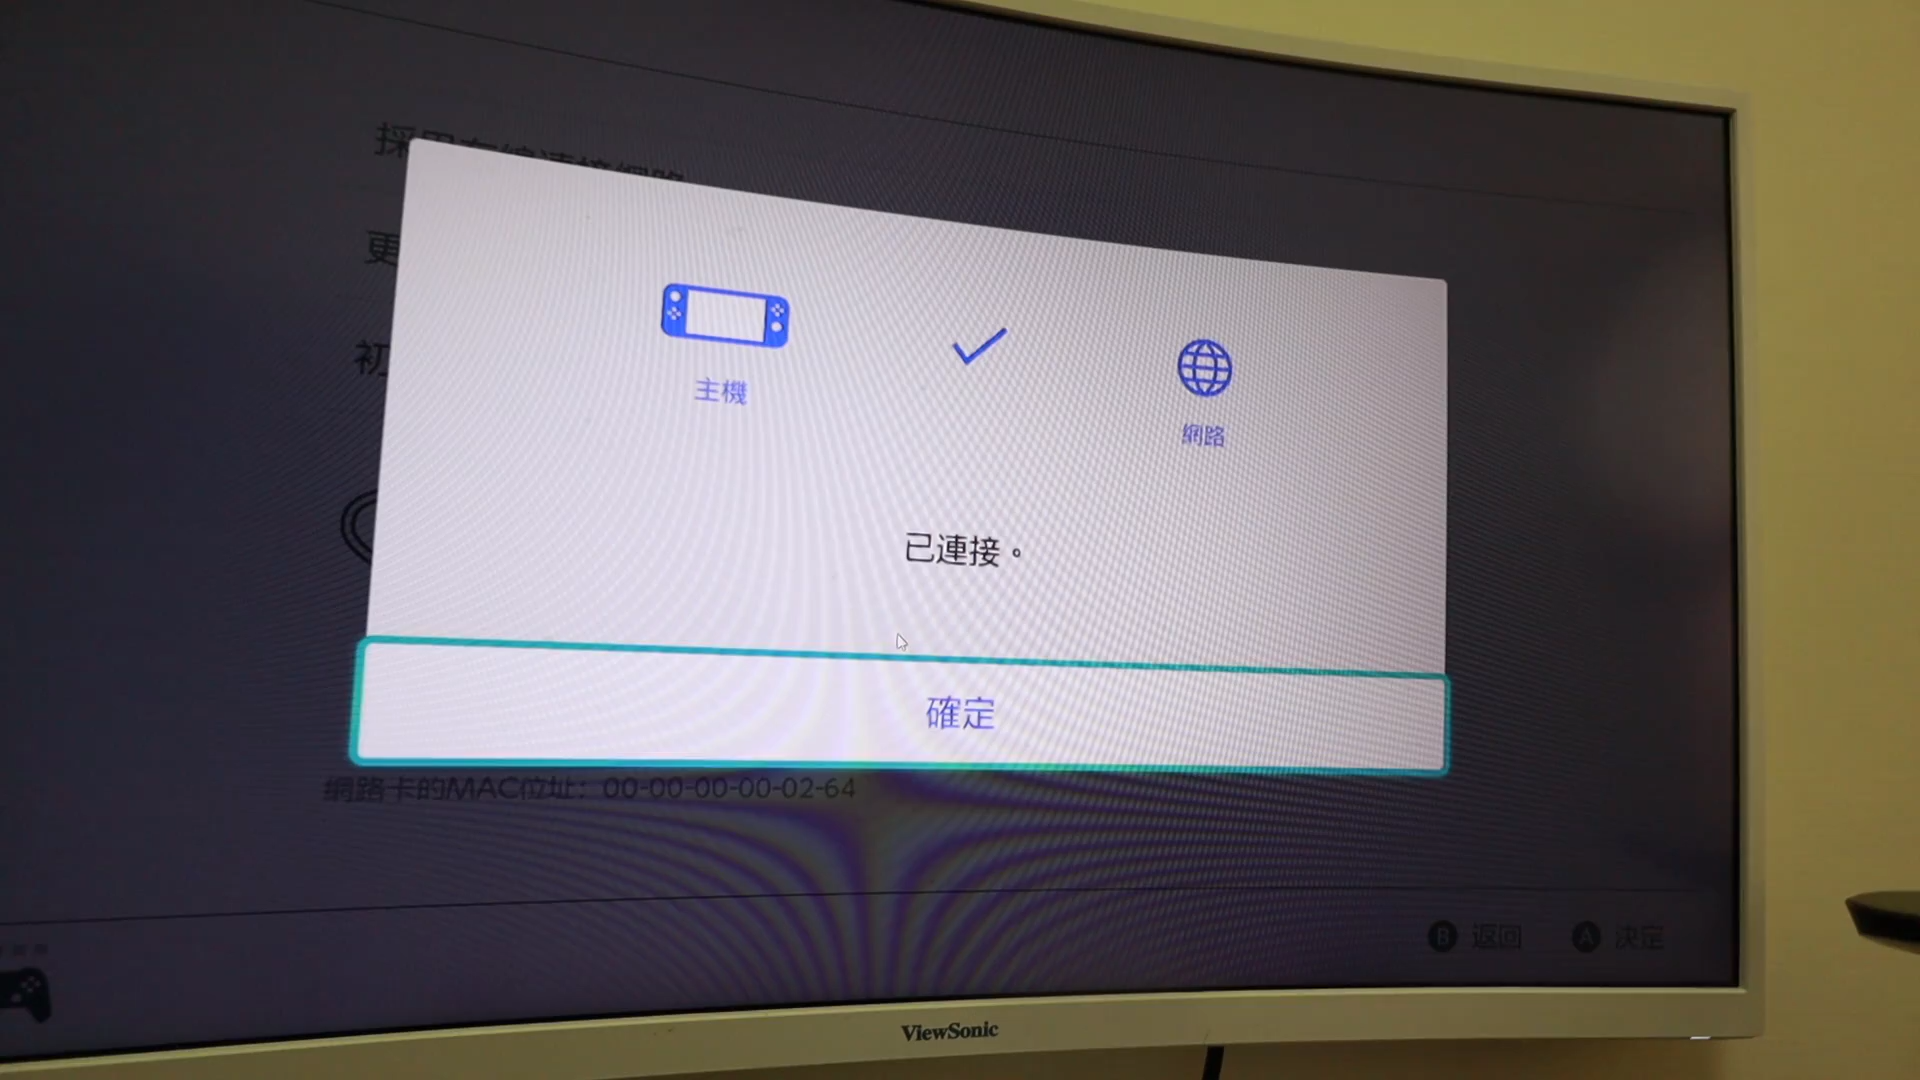 主機
網路
已連接。
確定
網路卡的MAC位址：00-00-00-00-02-64
B 返回 A 決定
ViewSonic